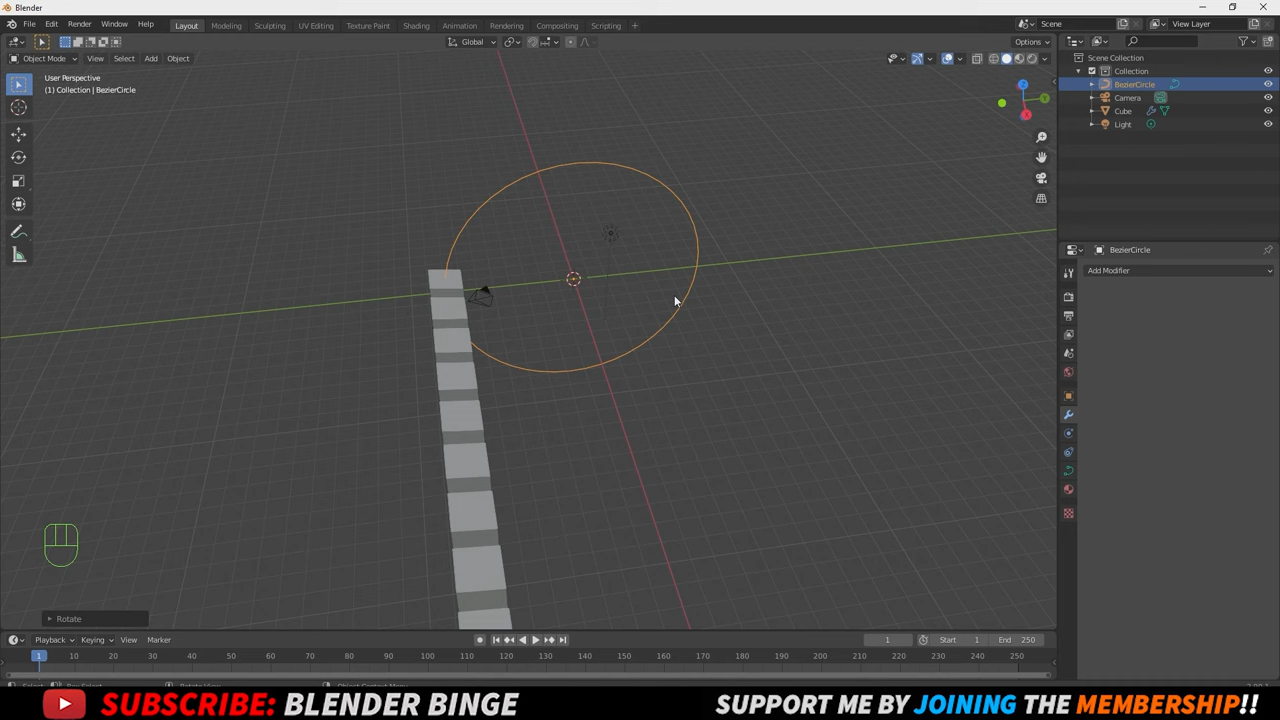 Blender
File Edit Render Window Help
Layout Modeling Sculpting UV Editing Texture Paint Shading Animation Rendering Compositing Scripting +
Scene View Layer
Global Options
Object Mode View Select Add Object
User Perspective
(1) Collection | BezierCircle
Scene Collection
Collection
BezierCircle
Camera
Cube
Light
BezierCircle
Add Modifier
Rotate
Playback Keying View Marker 1 Start 1 End 250
1 10 20 30 40 50 60 70 80 90 100 110 120 130 140 150 160 170 180 190 200 210 220 230 240 250
SUBSCRIBE: BLENDER BINGE SUPPORT ME BY JOINING THE MEMBERSHIP!!